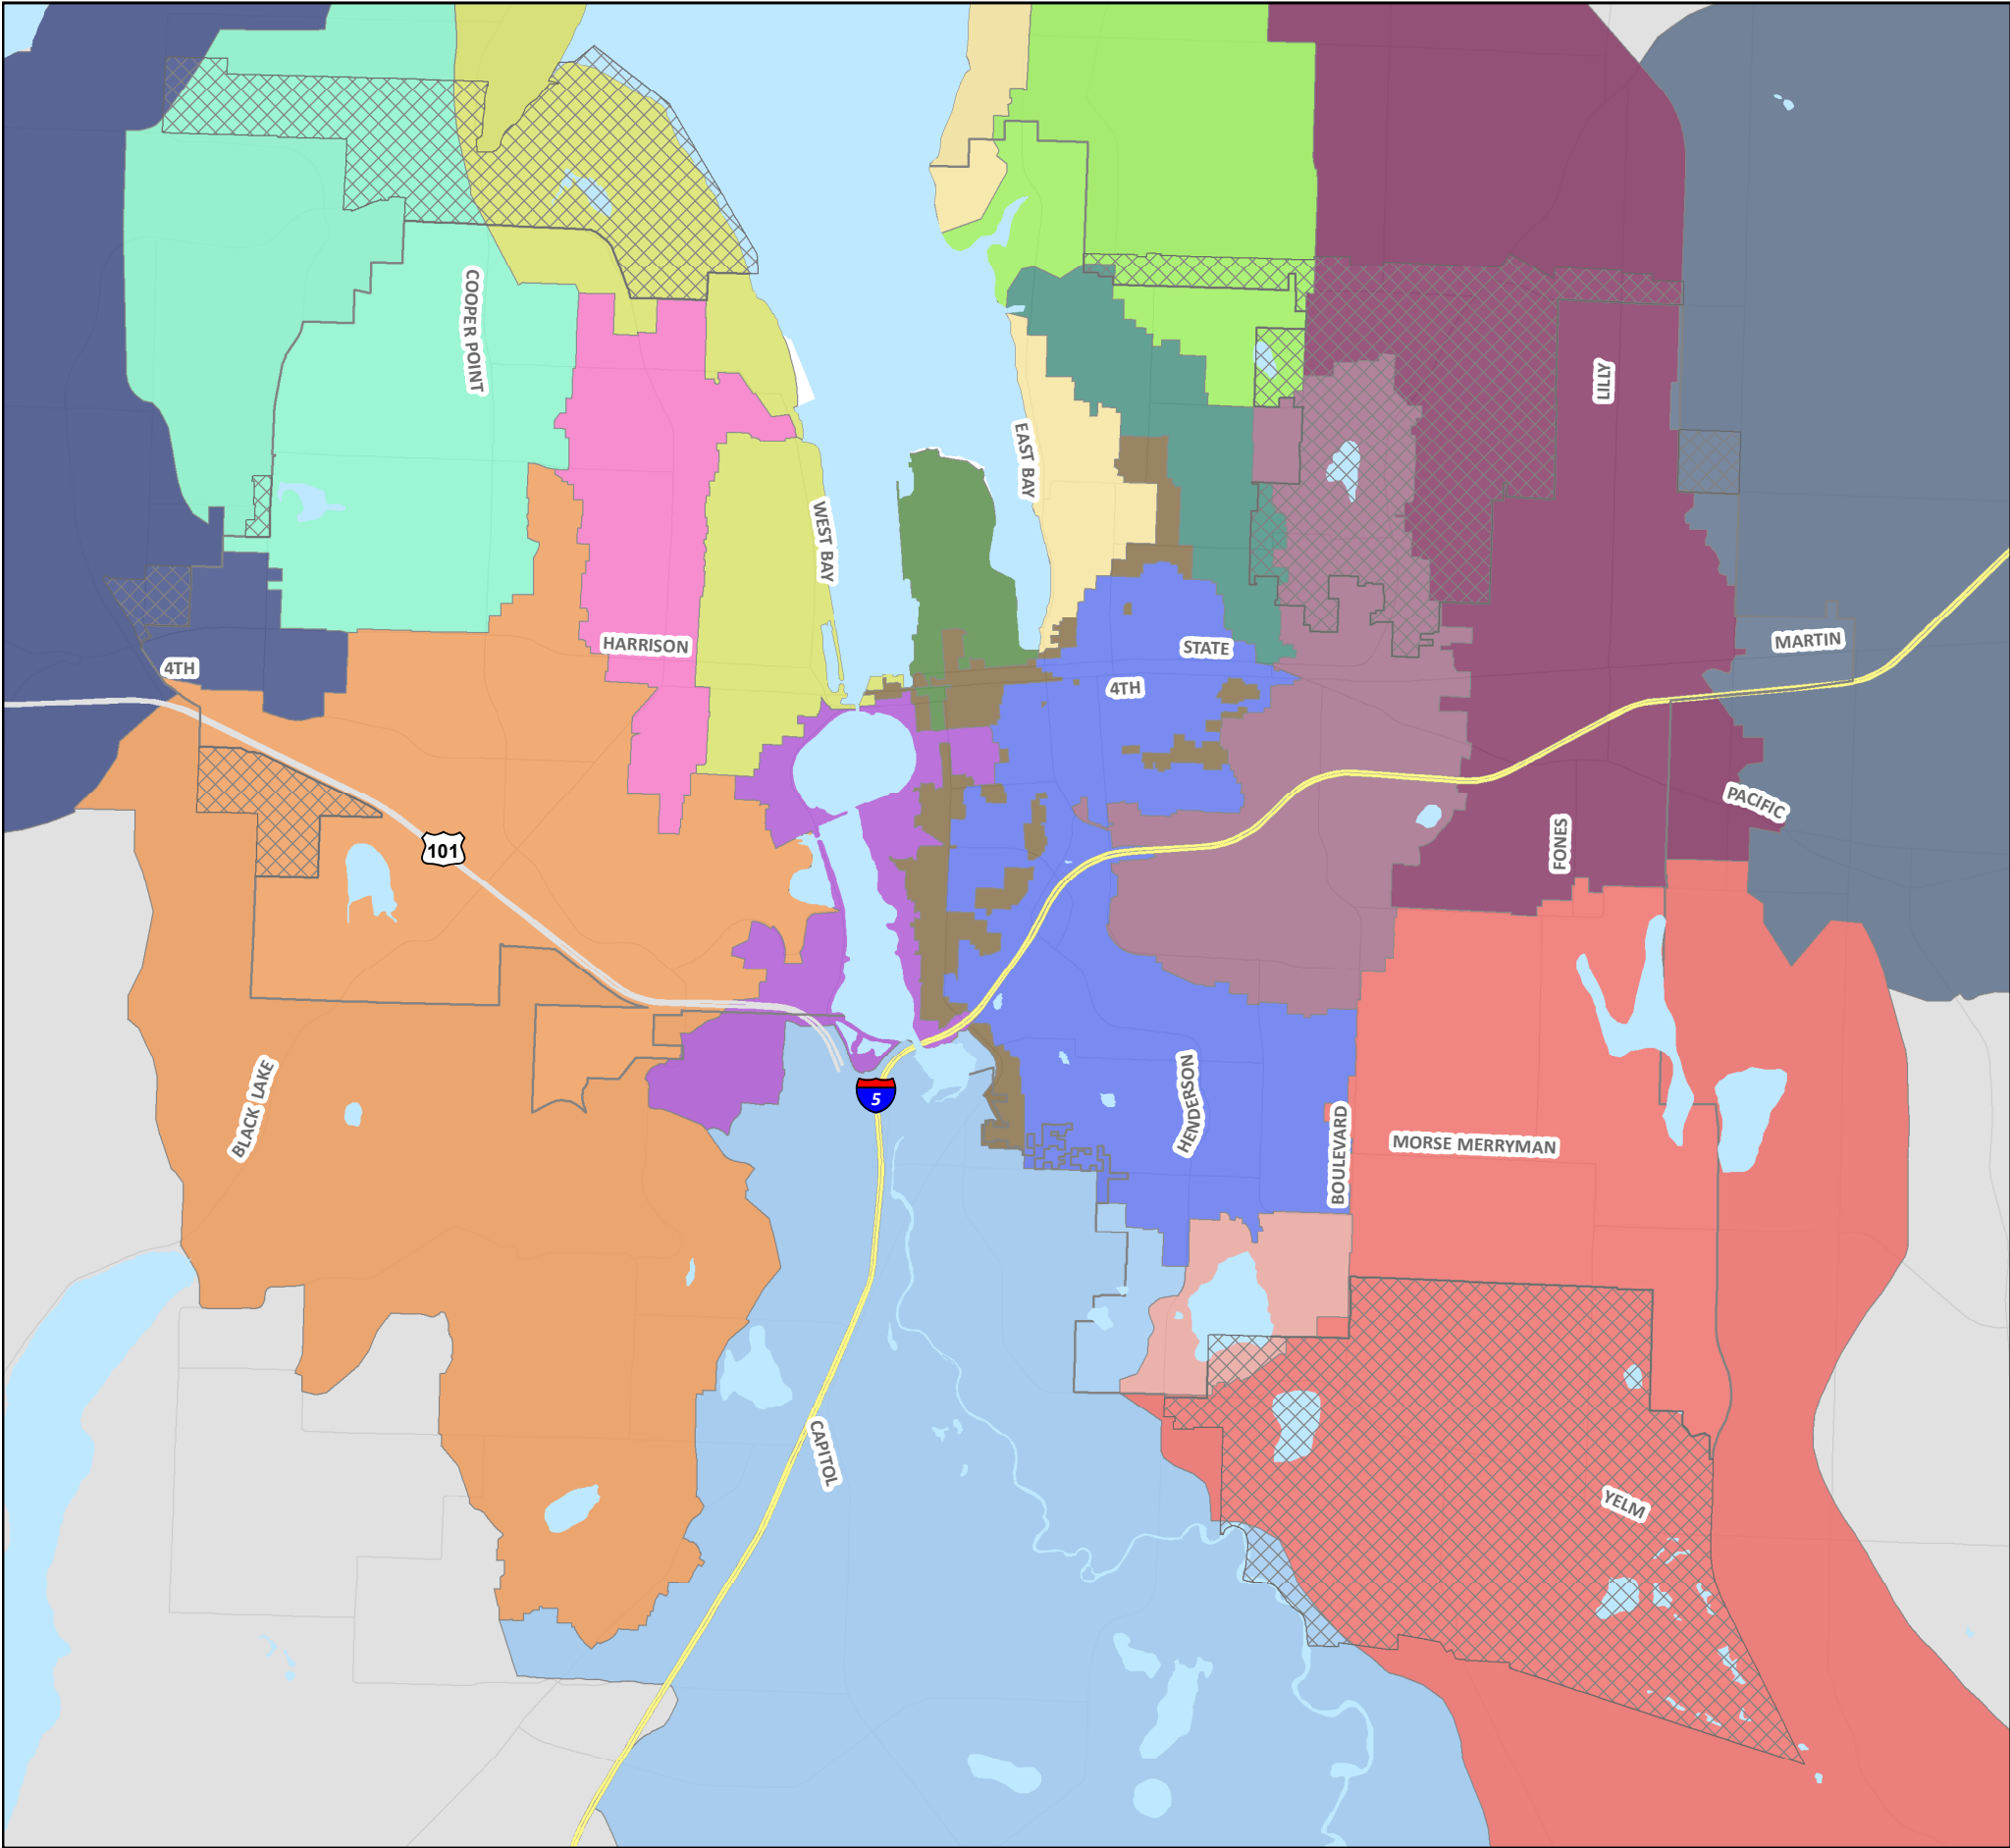 COOPER POINT
LILLY
EAST BAY
WEST BAY
HARRISON
STATE
MARTIN
4TH
4TH
PACIFIC
101
FONES
BLACK LAKE
5
HENDERSON
BOULEVARD
MORSE MERRYMAN
CAPITOL
YELM